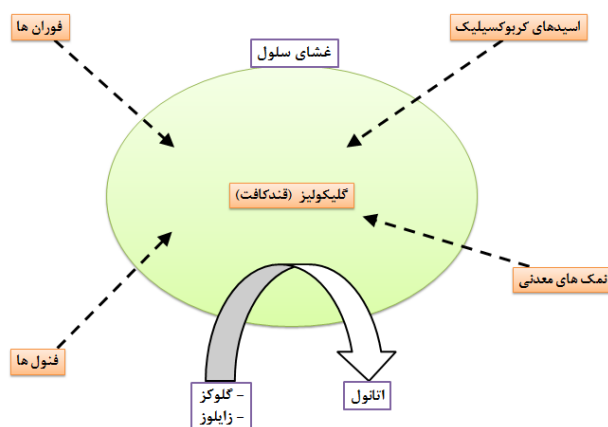 فوران ها
اسیدهای کربوکسیلیک
غشای سلول
گلیکولیز (قندکافت)
نمک های معدنی
فنول ها
- گلوکز
- زایلوز
اتانول